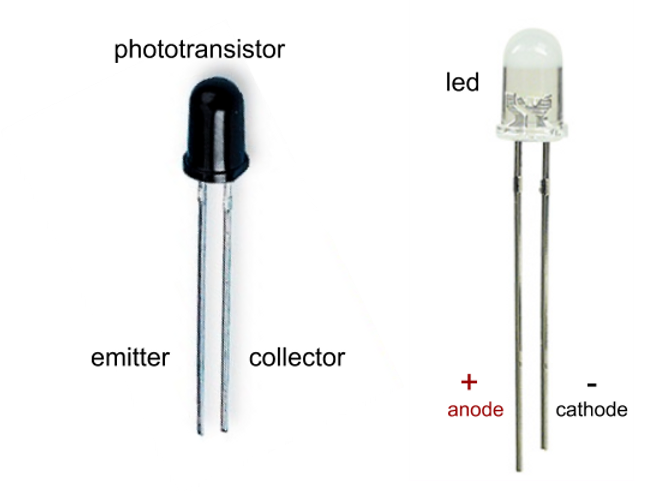 phototransistor
led
emitter
collector
+
-
anode
cathode